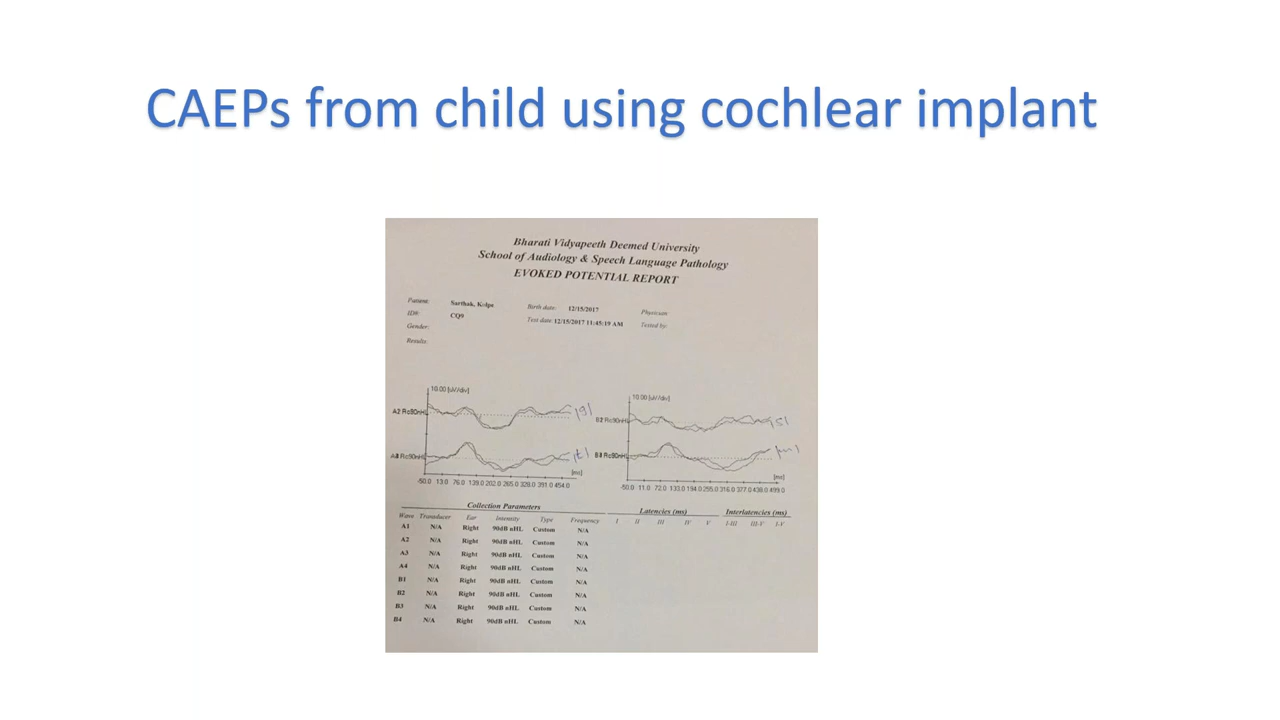 CAEPs from child using cochlear implant
Bharati Vidyapeeth Deemed University
School of Audiology & Speech Language Pathology
EVOKED POTENTIAL REPORT
Patient: Sarthak, Kolpe Birth date: 12/15/2017 Physician
ID#: CQ9 Test date: 12/15/2017 11:45:19 AM Tested by:
Gender:
Results:
10.00 [uV/div] 10.00 [uV/div]
A2 Rc90nHL |g| B2 Rc90nHL |s|
Rc90nHL |t| Rc90nHL |m|
[ms] [ms]
-50.0 13.0 76.0 139.0 202.0 265.0 328.0 391.0 454.0 -50.0 11.0 72.0 133.0 194.0 255.0 316.0 377.0 438.0 499.0
Collection Parameters Latencies (ms) Interlatencies (ms)
Wave Transducer Ear Intensity Type Frequency I II III IV V I-III III-V I-V
A1 N/A Right 90dB nHL Custom N/A
A2 N/A Right 90dB nHL Custom N/A
A3 N/A Right 90dB nHL Custom N/A
A4 N/A Right 90dB nHL Custom N/A
B1 N/A Right 90dB nHL Custom N/A
B2 N/A Right 90dB nHL Custom N/A
B3 N/A Right 90dB nHL Custom N/A
B4 N/A Right 90dB nHL Custom N/A